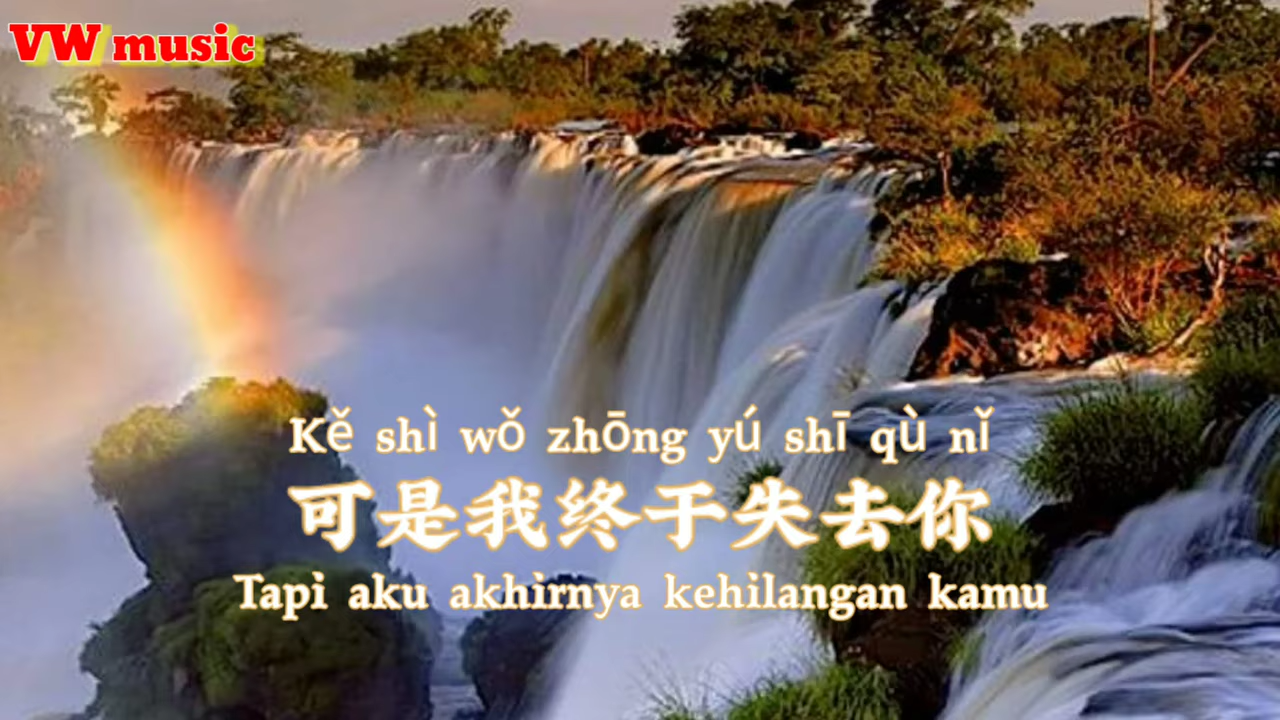 VW music
Kě shì wǒ zhōng yú shī qù nǐ
可是我终于失去你
Tapi aku akhirnya kehilangan kamu